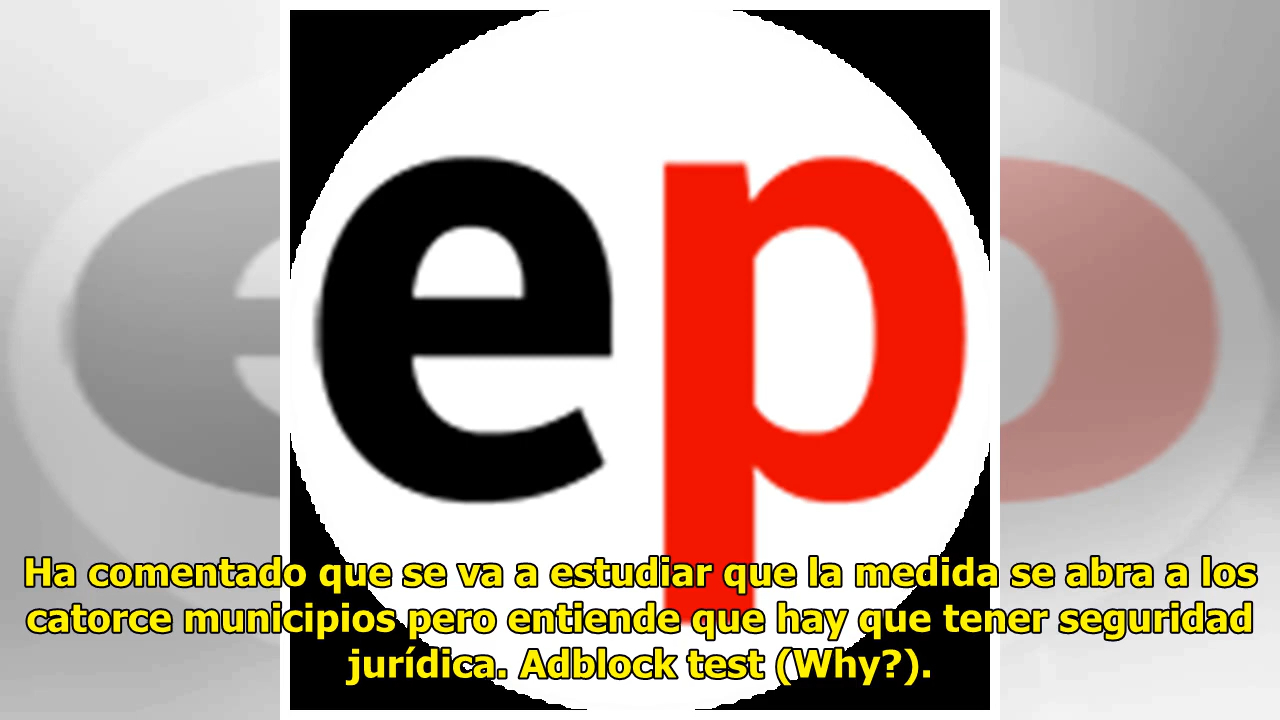 ep
Ha comentado que se va a estudiar que la medida se abra a los
catorce municipios pero entiende que hay que tener seguridad
jurídica. Adblock test (Why?).